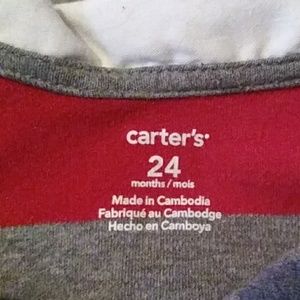 carter's
24
months / mois
Made in Cambodia
Fabriqué au Cambodge
Hecho en Camboya